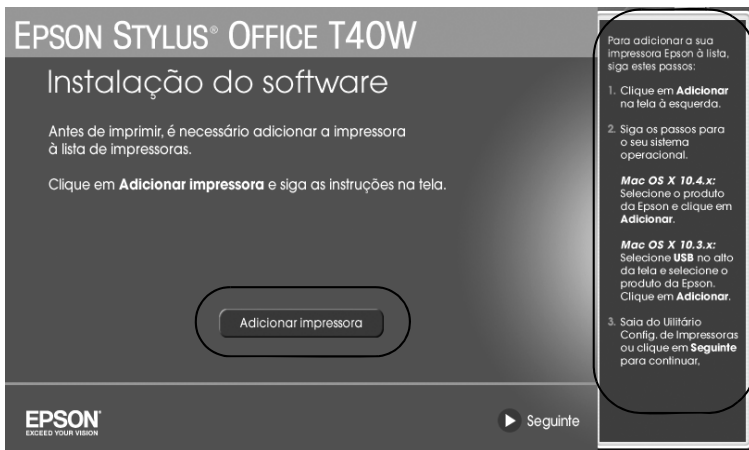 EPSON STYLUS® OFFICE T40W
Instalação do software
Antes de imprimir, é necessário adicionar a impressora
à lista de impressoras.
Clique em Adicionar impressora e siga as instruções na tela.
Adicionar impressora
EPSON®
EXCEED YOUR VISION
Seguinte
Para adicionar a sua
impressora Epson à lista,
siga estes passos:
1. Clique em Adicionar
na tela à esquerda.
2. Siga os passos para
o seu sistema
operacional.
Mac OS X 10.4.x:
Selecione o produto
da Epson e clique em
Adicionar.
Mac OS X 10.3.x:
Selecione USB no alto
da tela e selecione o
produto da Epson.
Clique em Adicionar.
3. Saia do Uilitário
Config. de Impressoras
ou clique em Seguinte
para continuar,